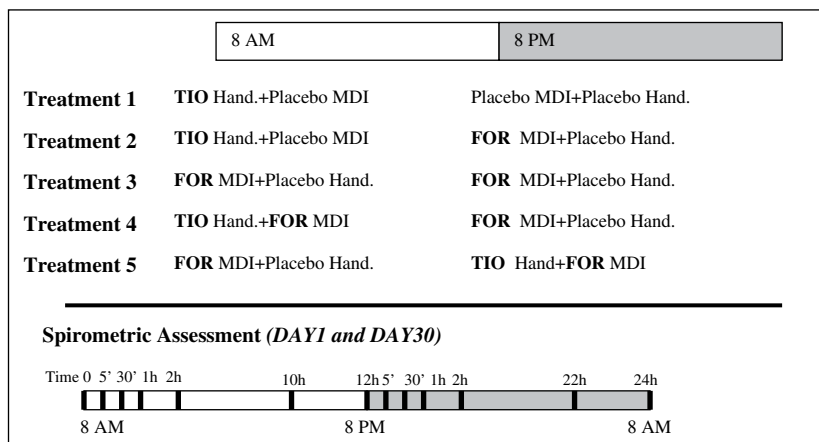 8 AM 8 PM
Treatment 1 TIO Hand.+Placebo MDI Placebo MDI+Placebo Hand.
Treatment 2 TIO Hand.+Placebo MDI FOR MDI+Placebo Hand.
Treatment 3 FOR MDI+Placebo Hand. FOR MDI+Placebo Hand.
Treatment 4 TIO Hand.+FOR MDI FOR MDI+Placebo Hand.
Treatment 5 FOR MDI+Placebo Hand. TIO Hand+FOR MDI
Spirometric Assessment (DAY1 and DAY30)
Time 0 5’ 30’ 1h 2h 10h 12h 5’ 30’ 1h 2h 22h 24h
8 AM 8 PM 8 AM